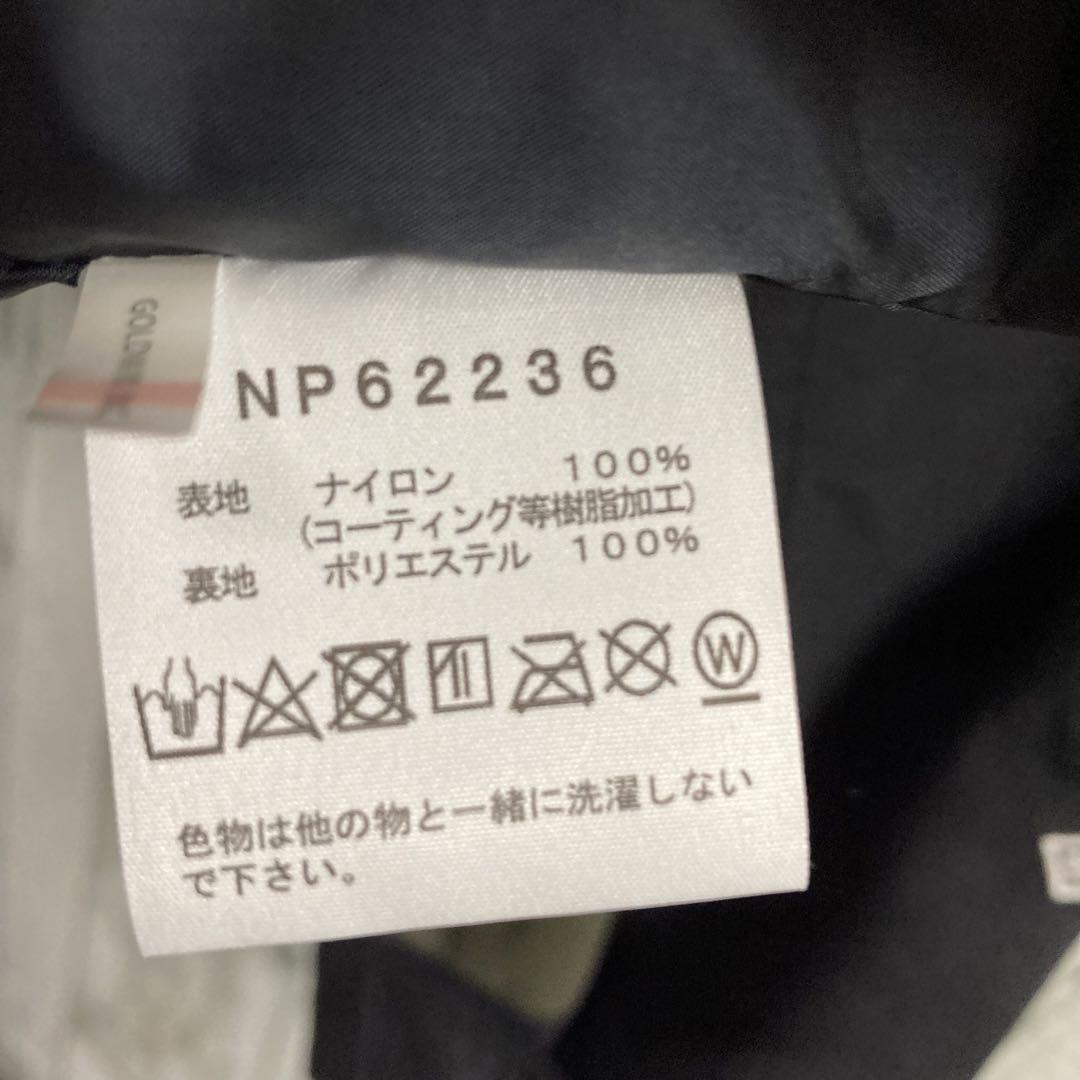 NP62236
表地 ナイロン 100%
(コーティング等樹脂加工)
裏地 ポリエステル 100%
W
色物は他の物と一緒に洗濯しない
で下さい。